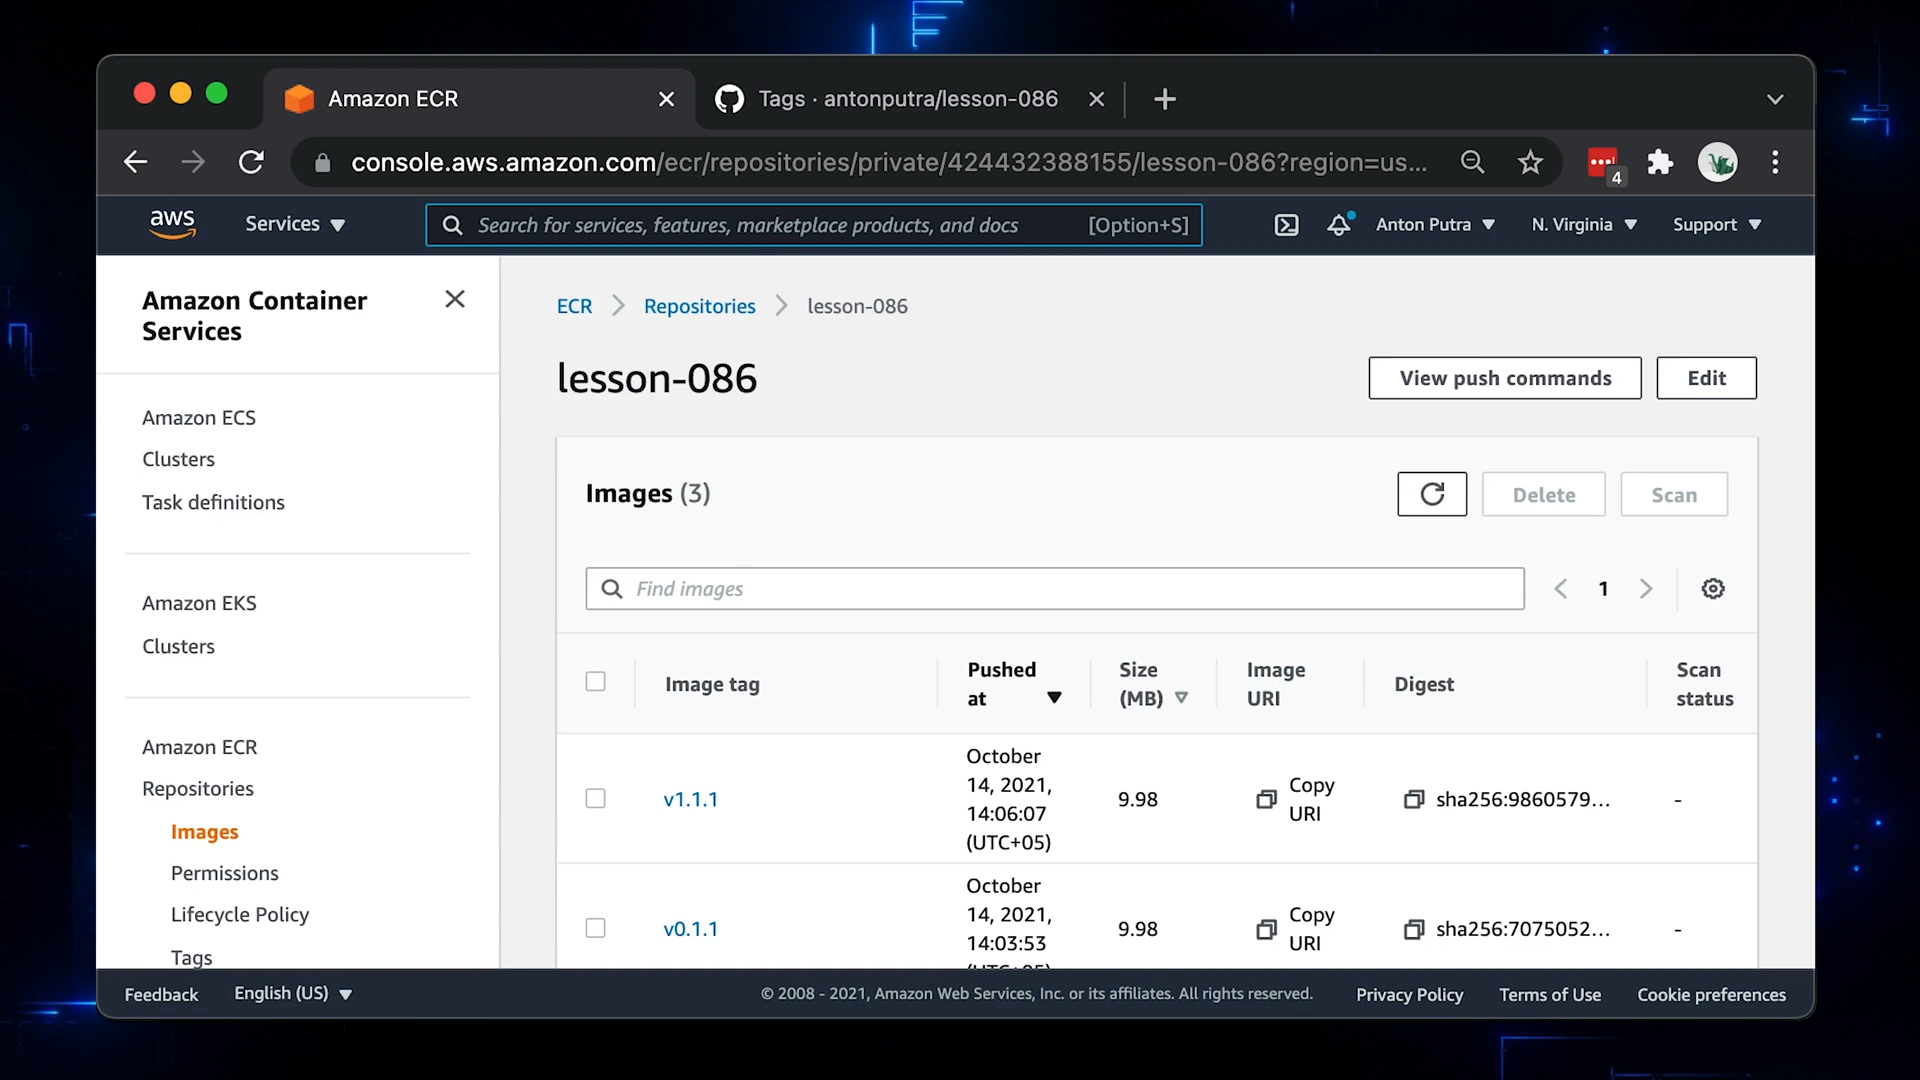 Amazon ECR
Tags · antonputra/lesson-086
console.aws.amazon.com/ecr/repositories/private/424432388155/lesson-086?region=us...
4
aws
Services
Search for services, features, marketplace products, and docs
[Option+S]
Anton Putra
N. Virginia
Support
Amazon Container
Services
Amazon ECS
Clusters
Task definitions
Amazon EKS
Clusters
Amazon ECR
Repositories
Images
Permissions
Lifecycle Policy
Tags
ECR
Repositories
lesson-086
lesson-086
View push commands
Edit
Images (3)
Delete
Scan
Find images
1
Image tag
Pushed
at
Size
(MB)
Image
URI
Digest
Scan
status
v1.1.1
October
14, 2021,
14:06:07
(UTC+05)
9.98
Copy
URI
sha256:9860579...
-
v0.1.1
October
14, 2021,
14:03:53
(UTC+05)
9.98
Copy
URI
sha256:7075052...
-
Feedback
English (US)
© 2008 - 2021, Amazon Web Services, Inc. or its affiliates. All rights reserved.
Privacy Policy
Terms of Use
Cookie preferences